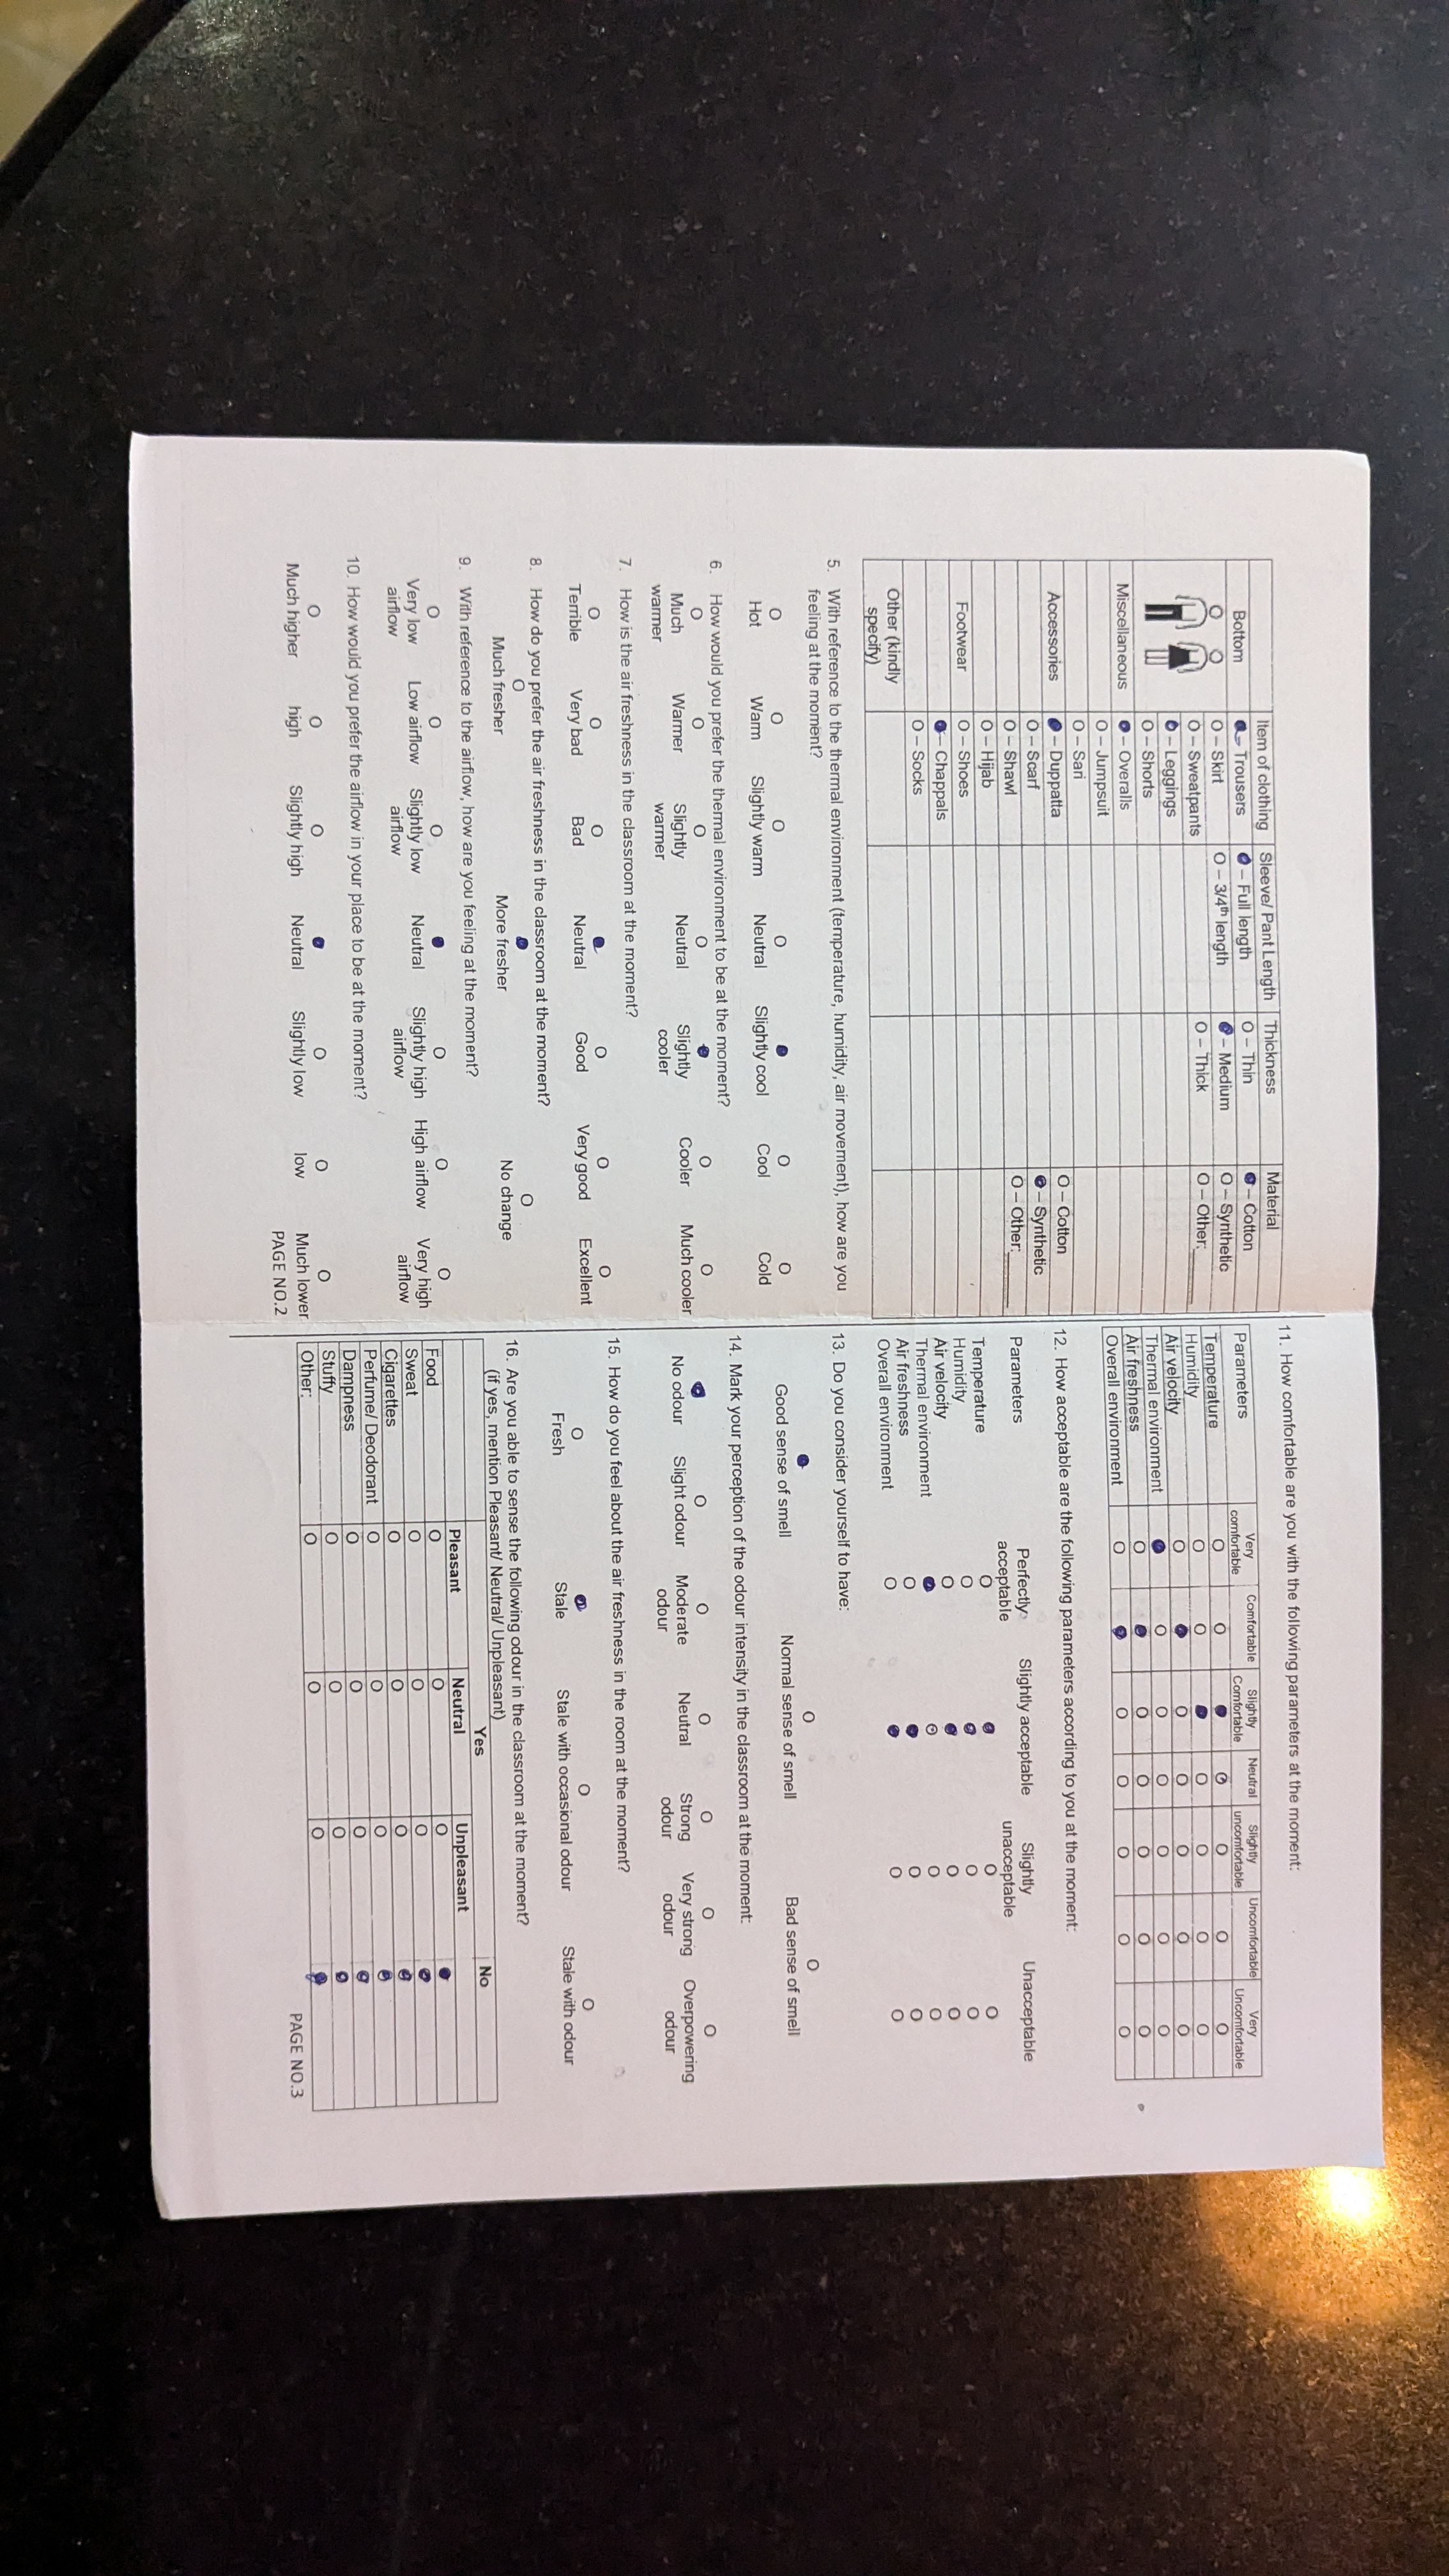 Item of clothing Sleeve/ Pant Length Thickness Material
Bottom
O – Trousers O – Full length O – Thin O – Cotton
O – Skirt O – 3/4th length O – Medium O – Synthetic
O – Sweatpants O – Thick O – Other:______
O – Leggings
O – Shorts
Miscellaneous O – Overalls
O – Jumpsuit
O – Sari
Accessories O – Duppatta O – Cotton
O – Scarf O – Synthetic
O – Shawl O – Other:______
O – Hijab
Footwear O – Shoes
O – Chappals
O – Socks
Other (kindly
specify)
5. With reference to the thermal environment (temperature, humidity, air movement), how are you
feeling at the moment?
O O O O O O O
Hot Warm Slightly warm Neutral Slightly cool Cool Cold
6. How would you prefer the thermal environment to be at the moment?
O O O O O O O
Much Warmer Slightly Neutral Slightly Cooler Much cooler
warmer warmer cooler
7. How is the air freshness in the classroom at the moment?
O O O O O O O
Terrible Very bad Bad Neutral Good Very good Excellent
8. How do you prefer the air freshness in the classroom at the moment?
O O O
Much fresher More fresher No change
9. With reference to the airflow, how are you feeling at the moment?
O O O O O O O
Very low Low airflow Slightly low Neutral Slightly high High airflow Very high
airflow airflow airflow airflow
10. How would you prefer the airflow in your place to be at the moment?
O O O O O O O
Much higher high Slightly high Neutral Slightly low low Much lower
PAGE NO.2
11. How comfortable are you with the following parameters at the moment:
Parameters Very comfortable Comfortable Slightly Comfortable Neutral Slightly uncomfortable Uncomfortable Very Uncomfortable
Temperature O O O O O O O
Humidity O O O O O O O
Air velocity O O O O O O O
Thermal environment O O O O O O O
Air freshness O O O O O O O
Overall environment O O O O O O O
12. How acceptable are the following parameters according to you at the moment:
Parameters Perfectly acceptable Slightly acceptable Slightly unacceptable Unacceptable
Temperature O O O O
Humidity O O O O
Air velocity O O O O
Thermal environment O O O O
Air freshness O O O O
Overall environment O O O O
13. Do you consider yourself to have:
O O O
Good sense of smell Normal sense of smell Bad sense of smell
14. Mark your perception of the odour intensity in the classroom at the moment:
O O O O O O O
No odour Slight odour Moderate Neutral Strong Very strong Overpowering
odour odour odour odour
15. How do you feel about the air freshness in the room at the moment?
O O O O
Fresh Stale Stale with occasional odour Stale with odour
16. Are you able to sense the following odour in the classroom at the moment?
(if yes, mention Pleasant/ Neutral/ Unpleasant)
Yes No
Pleasant Neutral Unpleasant
Food O O O O
Sweat O O O O
Cigarettes O O O O
Perfume/ Deodorant O O O O
Dampness O O O O
Stuffy O O O O
Other:________ O O O O
PAGE NO.3